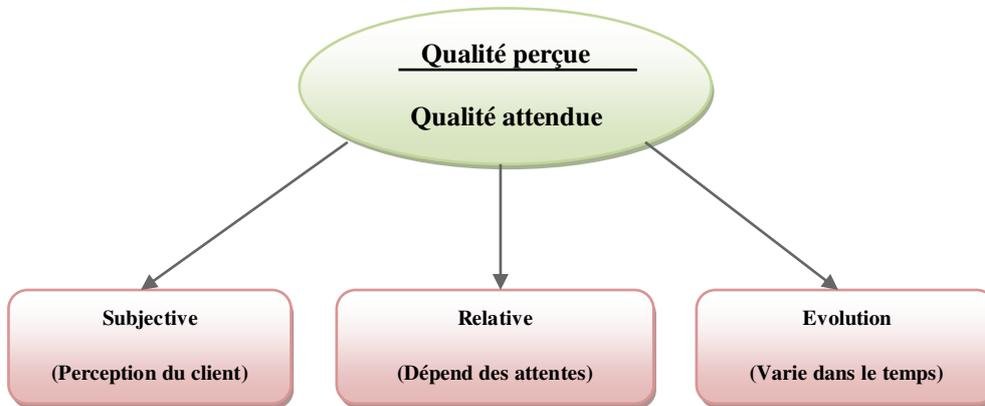 Qualité perçue
Qualité attendue
Subjective
(Perception du client)
Relative
(Dépend des attentes)
Evolution
(Varie dans le temps)